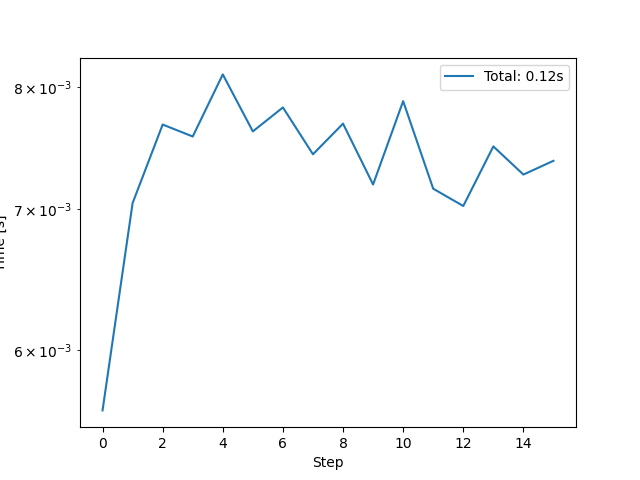 Total: 0.12s
8 × 10⁻³
7 × 10⁻³
6 × 10⁻³
[s]
0 2 4 6 8 10 12 14
Step